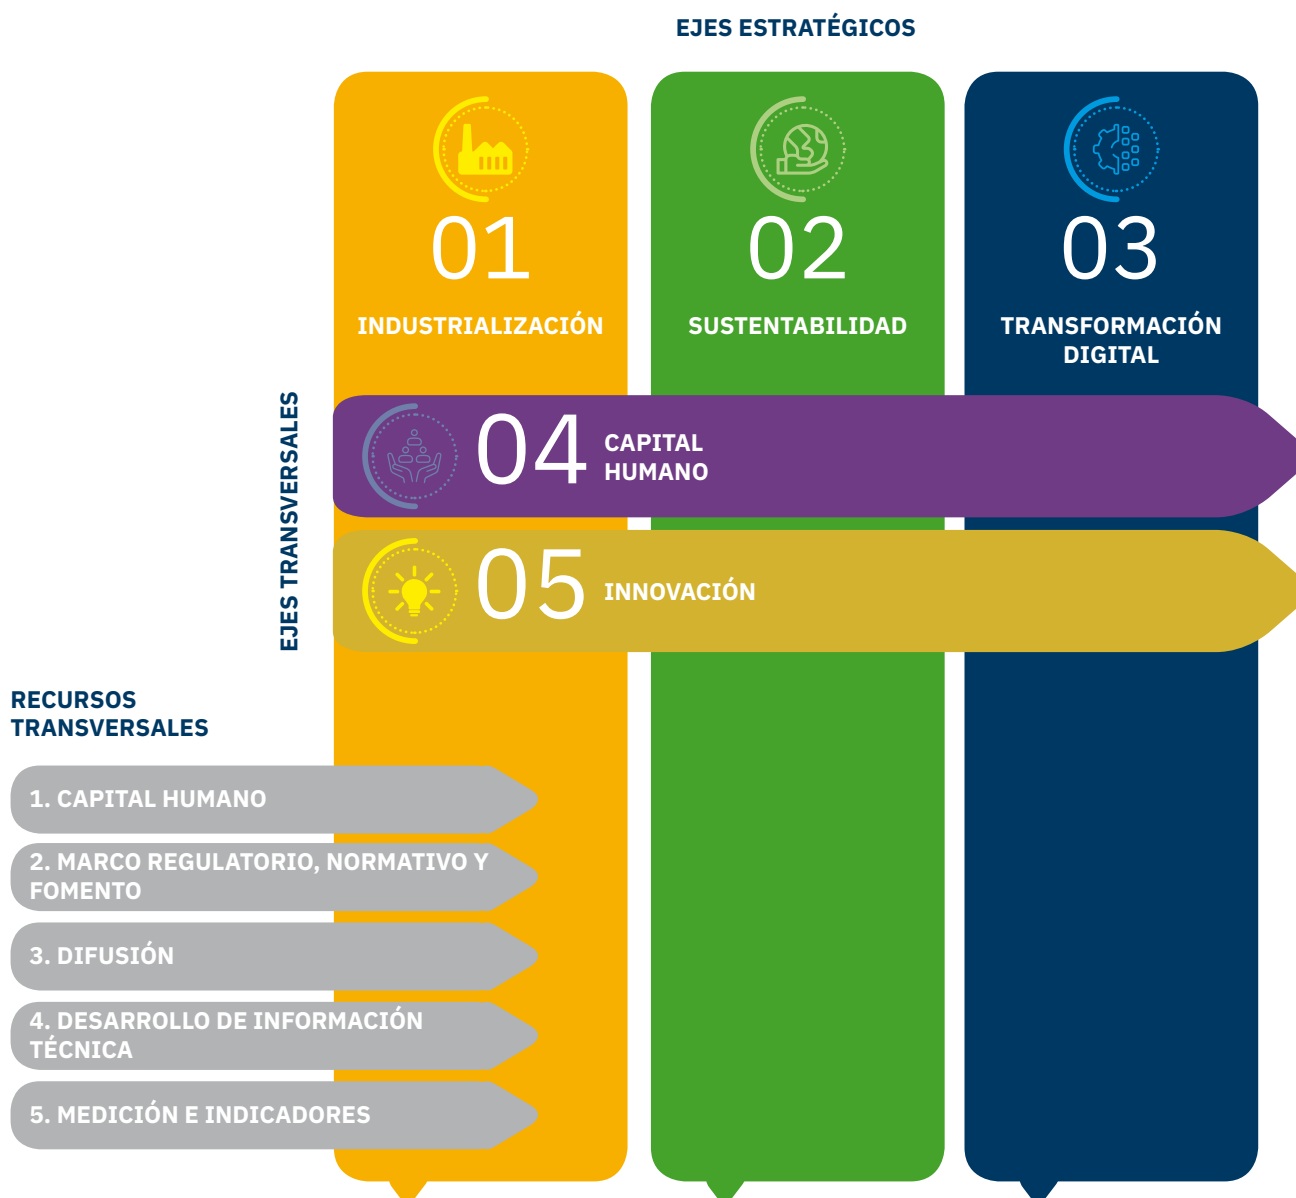 EJES ESTRATÉGICOS
01
INDUSTRIALIZACIÓN
02
SUSTENTABILIDAD
03
TRANSFORMACIÓN
DIGITAL
EJES TRANSVERSALES
04
CAPITAL
HUMANO
05
INNOVACIÓN
RECURSOS
TRANSVERSALES
1. CAPITAL HUMANO
2. MARCO REGULATORIO, NORMATIVO Y
FOMENTO
3. DIFUSIÓN
4. DESARROLLO DE INFORMACIÓN
TÉCNICA
5. MEDICIÓN E INDICADORES